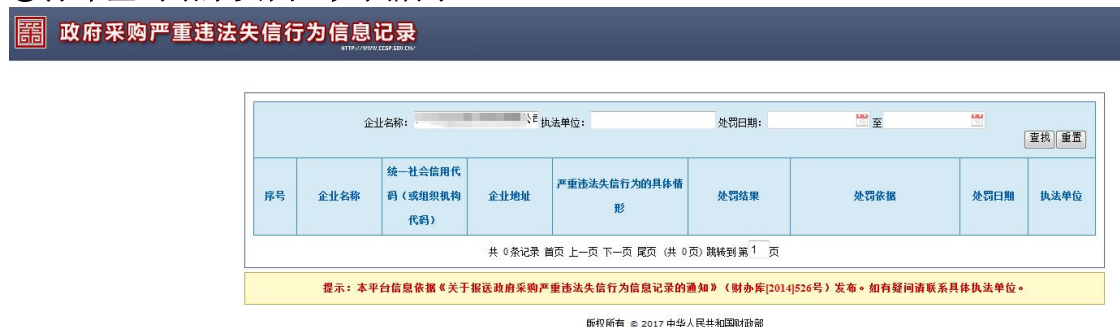 政府采购严重违法失信行为信息记录
HTTP://WWW.CCGP.GOV.CN/
企业名称： 公司 执法单位： 处罚日期： 至
查找 重置
序号 企业名称 统一社会信用代码（或组织机构代码） 企业地址 严重违法失信行为的具体情形 处罚结果 处罚依据 处罚日期 执法单位
共 0条记录 首页 上一页 下一页 尾页 (共 0页) 跳转到 第 1 页
提示：本平台信息依据《关于报送政府采购严重违法失信行为信息记录的通知》（财办库[2014]526号）发布。如有疑问请联系具体执法单位。
版权所有 © 2017 中华人民共和国财政部